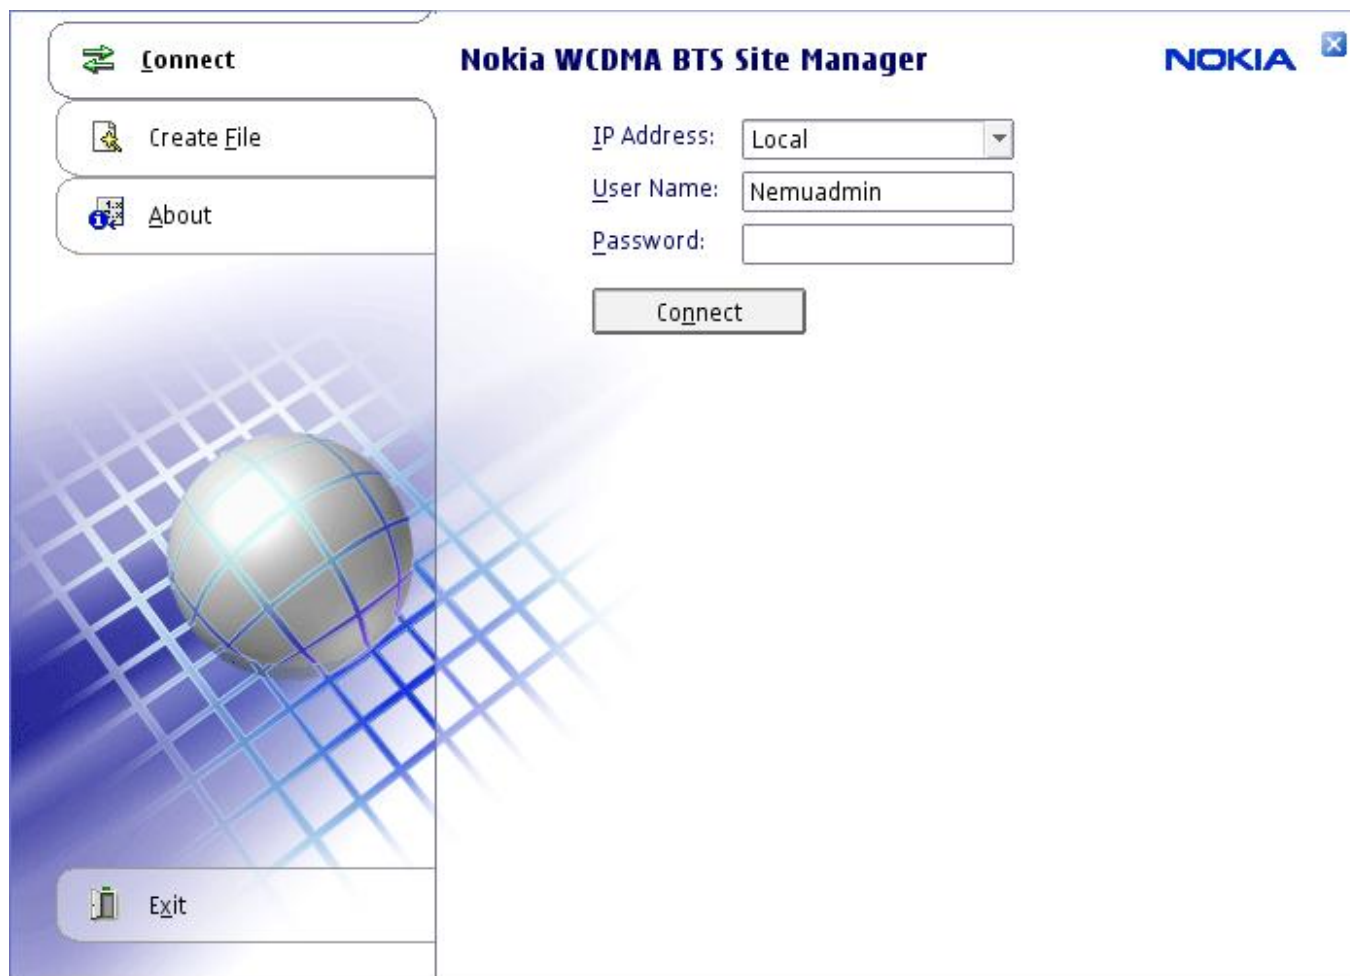 Connect
Nokia WCDMA BTS Site Manager
NOKIA
Create File
About
IP Address: Local
User Name: Nemuadmin
Password:
Connect
Exit